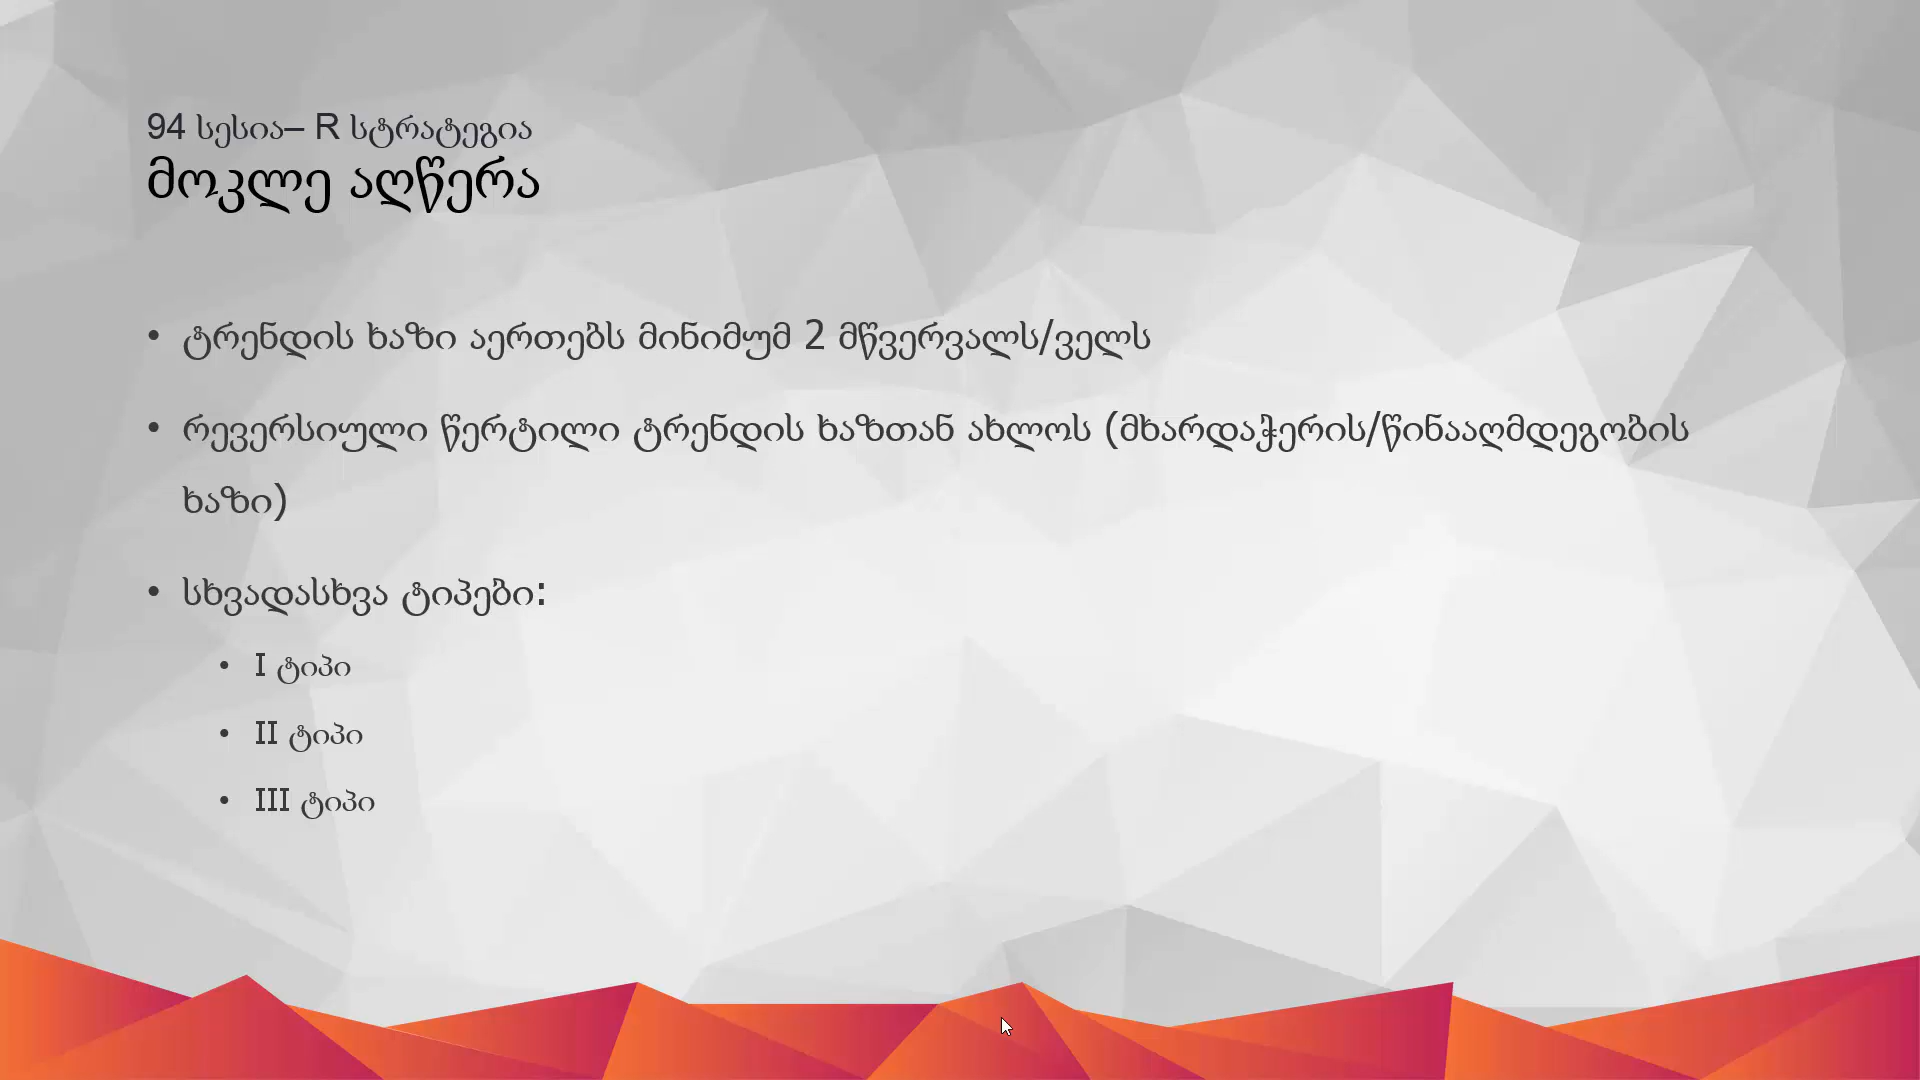 94 სესია– R სტრატეგია
მოკლე აღწერა
• ტრენდის ხაზი აერთებს მინიმუმ 2 მწვერვალს/ველს
• რევერსიული წერტილი ტრენდის ხაზთან ახლოს (მხარდაჭერის/წინააღმდეგობის
ხაზი)
• სხვადასხვა ტიპები:
• I ტიპი
• II ტიპი
• III ტიპი